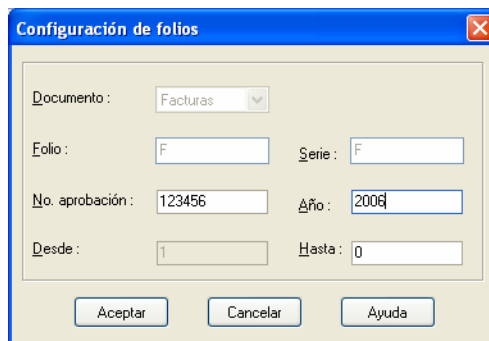 Configuración de folios
Documento : Facturas
Folio : F Serie : F
No. aprobación : 123456 Año : 2006
Desde : 1 Hasta : 0
Aceptar Cancelar Ayuda